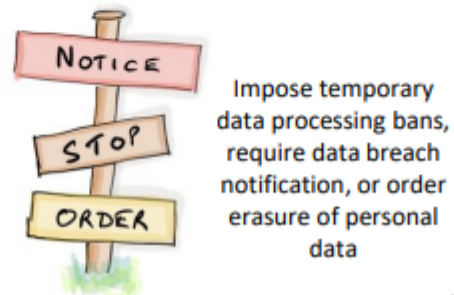 NOTICE
STOP
ORDER
Impose temporary
data processing bans,
require data breach
notification, or order
erasure of personal
data